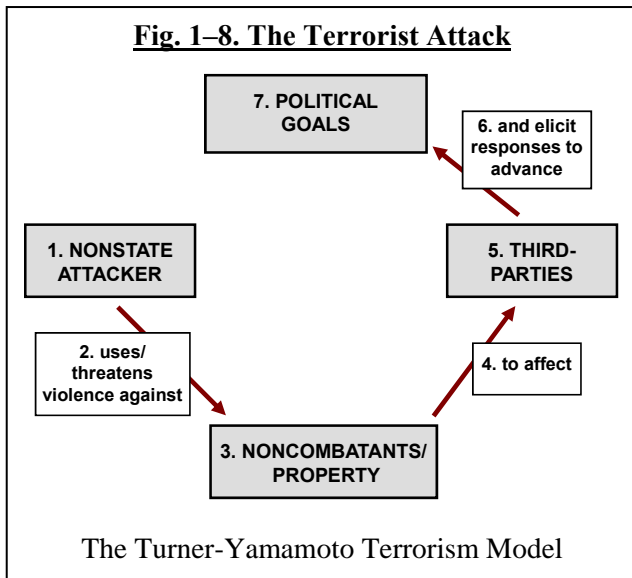 Fig. 1–8. The Terrorist Attack
7. POLITICAL
GOALS
6. and elicit
responses to
advance
1. NONSTATE
ATTACKER
5. THIRD-
PARTIES
2. uses/
threatens
violence against
4. to affect
3. NONCOMBATANTS/
PROPERTY
The Turner-Yamamoto Terrorism Model